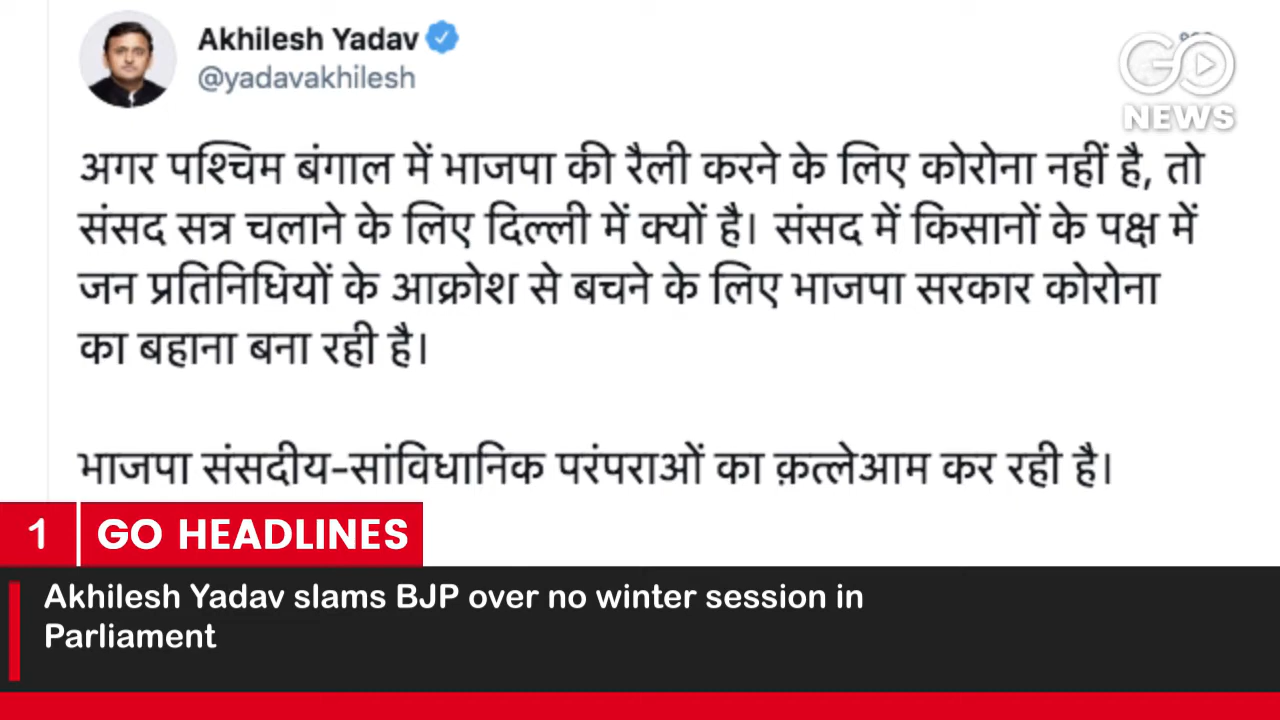 Akhilesh Yadav
@yadavakhilesh
GO
NEWS
अगर पश्चिम बंगाल में भाजपा की रैली करने के लिए कोरोना नहीं है, तो
संसद सत्र चलाने के लिए दिल्ली में क्यों है। संसद में किसानों के पक्ष में
जन प्रतिनिधियों के आक्रोश से बचने के लिए भाजपा सरकार कोरोना
का बहाना बना रही है।
भाजपा संसदीय-सांविधानिक परंपराओं का क़त्लेआम कर रही है।
1 GO HEADLINES
Akhilesh Yadav slams BJP over no winter session in
Parliament